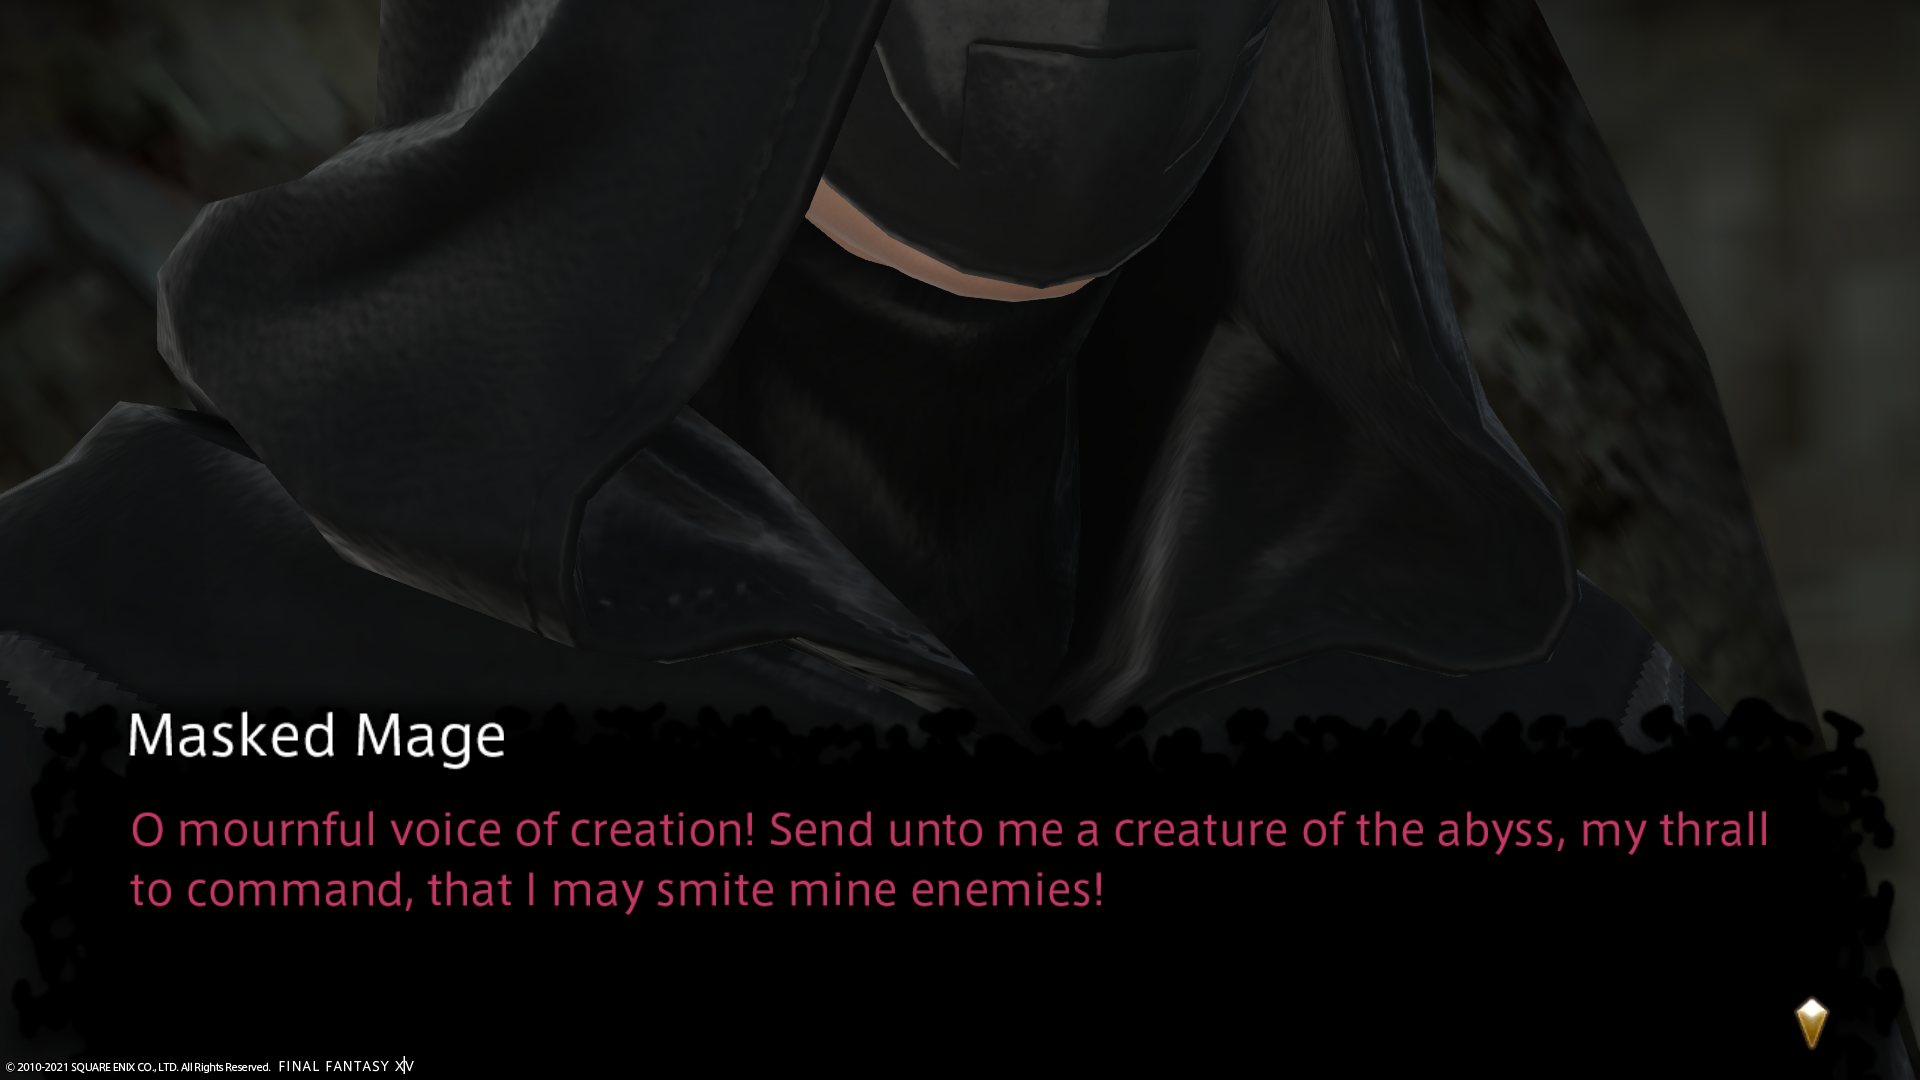 Masked Mage
O mournful voice of creation! Send unto me a creature of the abyss, my thrall
to command, that I may smite mine enemies!
© 2010-2021 SQUARE ENIX CO., LTD. All Rights Reserved. FINAL FANTASY XIV